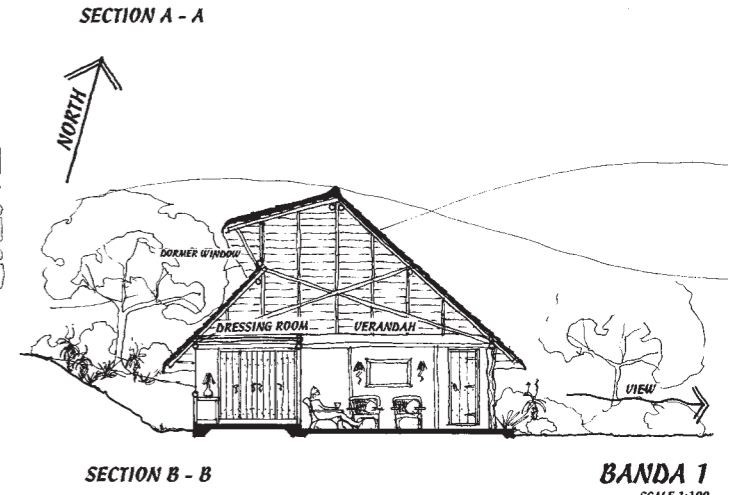 SECTION A - A
NORTH
DORMER WINDOW
DRESSING ROOM
VERANDAH
VIEW
SECTION B - B
BANDA 1
SCALE 1:100